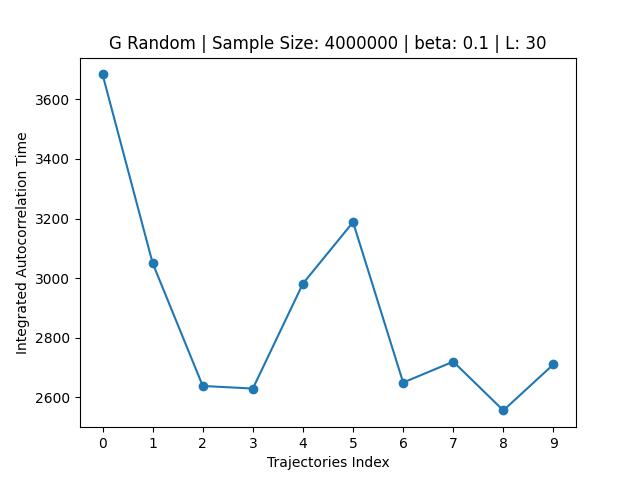 G Random | Sample Size: 4000000 | beta: 0.1 | L: 30
Integrated Autocorrelation Time
3600
3400
3200
3000
2800
2600
0 1 2 3 4 5 6 7 8 9
Trajectories Index